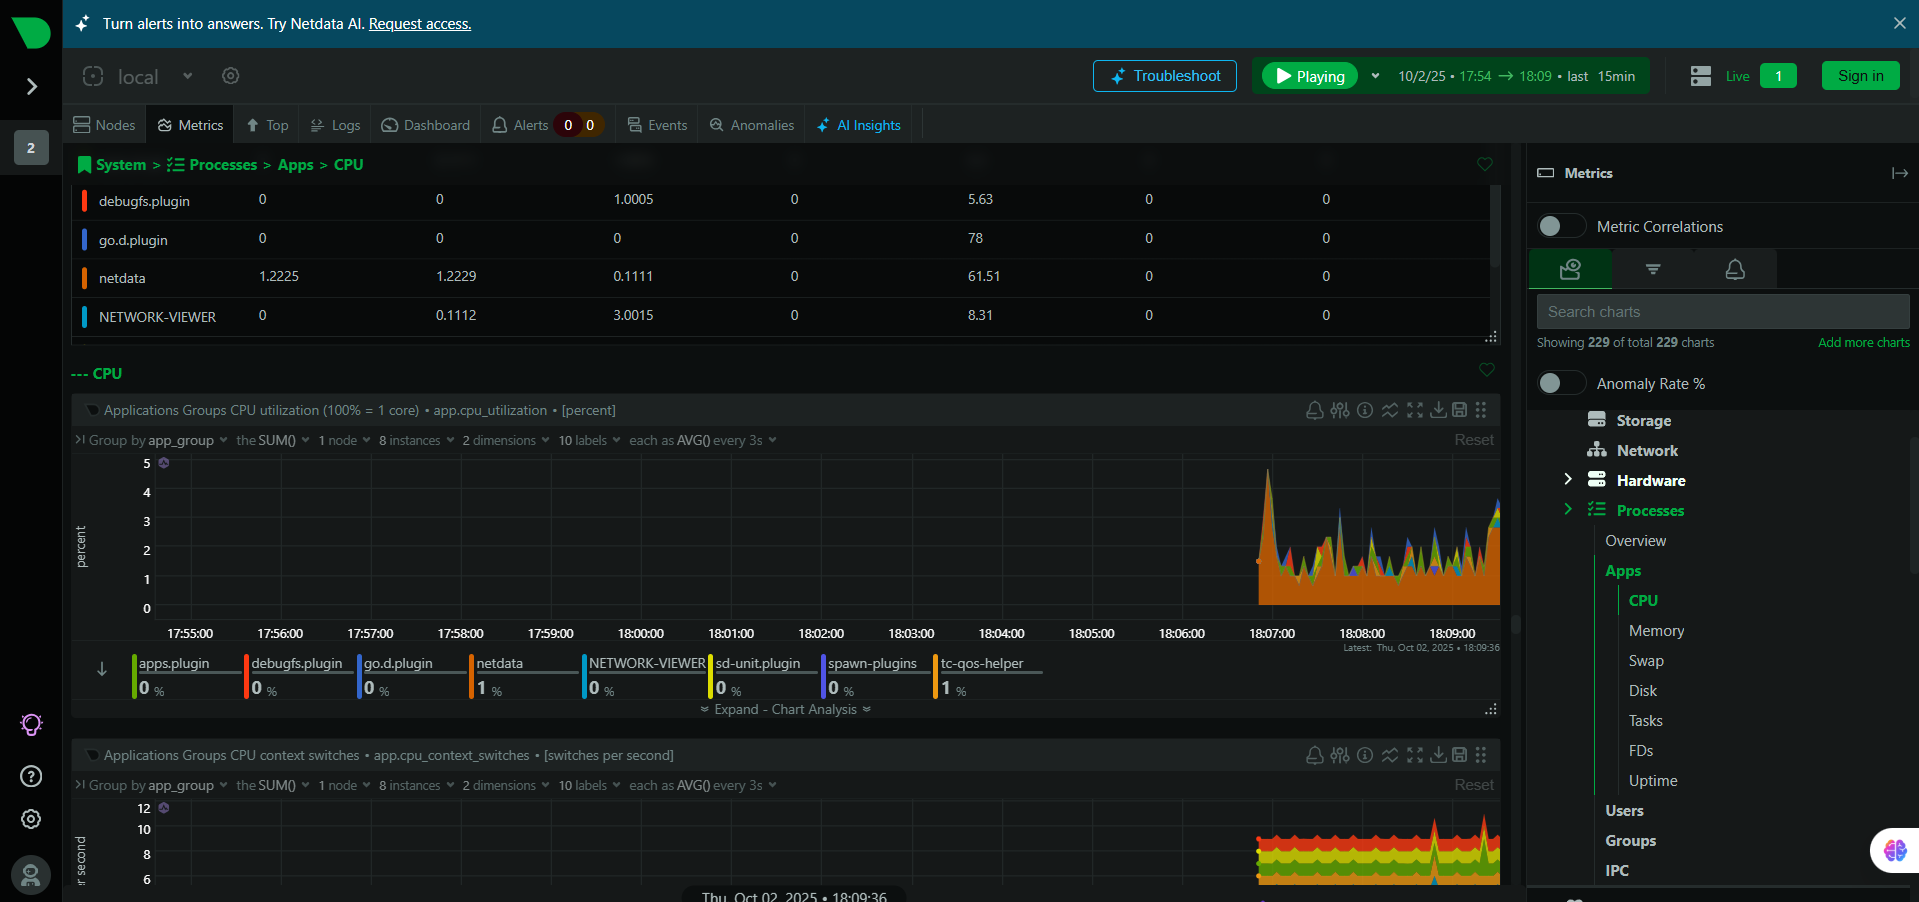 Turn alerts into answers. Try Netdata AI. Request access.
local
Troubleshoot
Playing
10/2/25 • 17:54 → 18:09 • last 15min
Live
1
Sign in
2
Nodes
Metrics
Top
Logs
Dashboard
Alerts 0 0
Events
Anomalies
AI Insights
System > Processes > Apps > CPU
debugfs.plugin 0 0 1.0005 0 5.63 0 0
go.d.plugin 0 0 0 0 78 0 0
netdata 1.2225 1.2229 0.1111 0 61.51 0 0
NETWORK-VIEWER 0 0.1112 3.0015 0 8.31 0 0
--- CPU
Applications Groups CPU utilization (100% = 1 core) • app.cpu_utilization • [percent]
Group by app_group the SUM() 1 node 8 instances 2 dimensions 10 labels each as AVG() every 3s
Reset
percent
5
4
3
2
1
0
17:55:00 17:56:00 17:57:00 17:58:00 17:59:00 18:00:00 18:01:00 18:02:00 18:03:00 18:04:00 18:05:00 18:06:00 18:07:00 18:08:00 18:09:00
Latest: Thu, Oct 02, 2025 • 18:09:36
apps.plugin debugfs.plugin go.d.plugin netdata NETWORK-VIEWER sd-unit.plugin spawn-plugins tc-qos-helper
0 % 0 % 0 % 1 % 0 % 0 % 0 % 1 %
Expand - Chart Analysis
Applications Groups CPU context switches • app.cpu_context_switches • [switches per second]
Group by app_group the SUM() 1 node 8 instances 2 dimensions 10 labels each as AVG() every 3s
Reset
second
12
10
8
6
Thu, Oct 02, 2025 • 18:09:36
Metrics
Metric Correlations
Search charts
Showing 229 of total 229 charts
Add more charts
Anomaly Rate %
Storage
Network
Hardware
Processes
Overview
Apps
CPU
Memory
Swap
Disk
Tasks
FDs
Uptime
Users
Groups
IPC